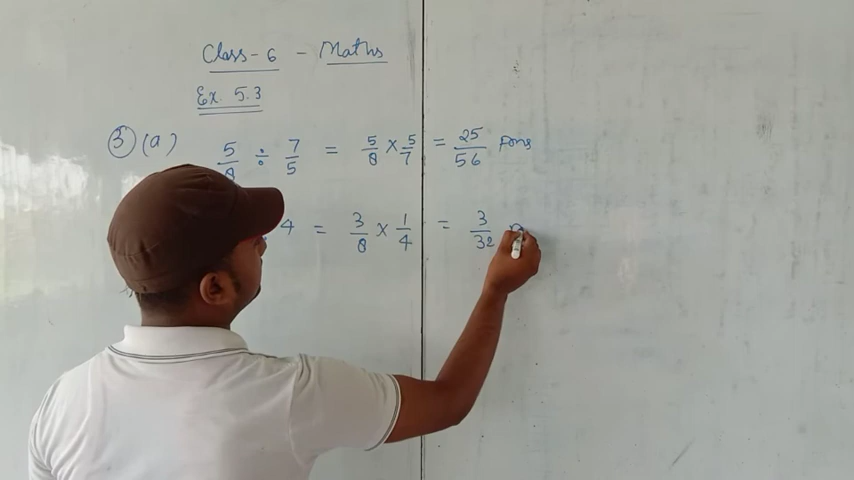 Class-6 - Maths
Ex. 5.3
5 (a) 5/8 ÷ 7/5 = 5/8 × 5/7 = 25/56 Ans
4 = 3/8 × 1/4 = 3/32